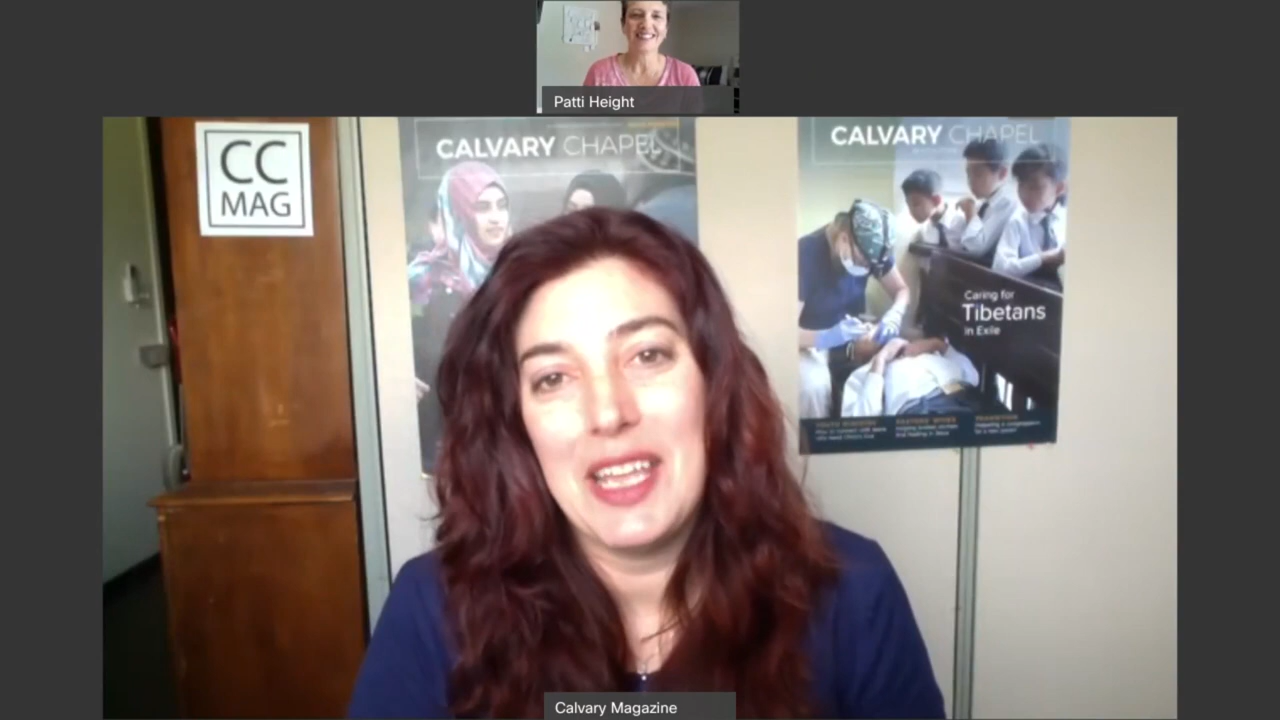 Patti Height
CC
MAG
CALVARY CHAPEL
CALVARY CHAPEL
Caring for
Tibetans
in Exile
Calvary Magazine